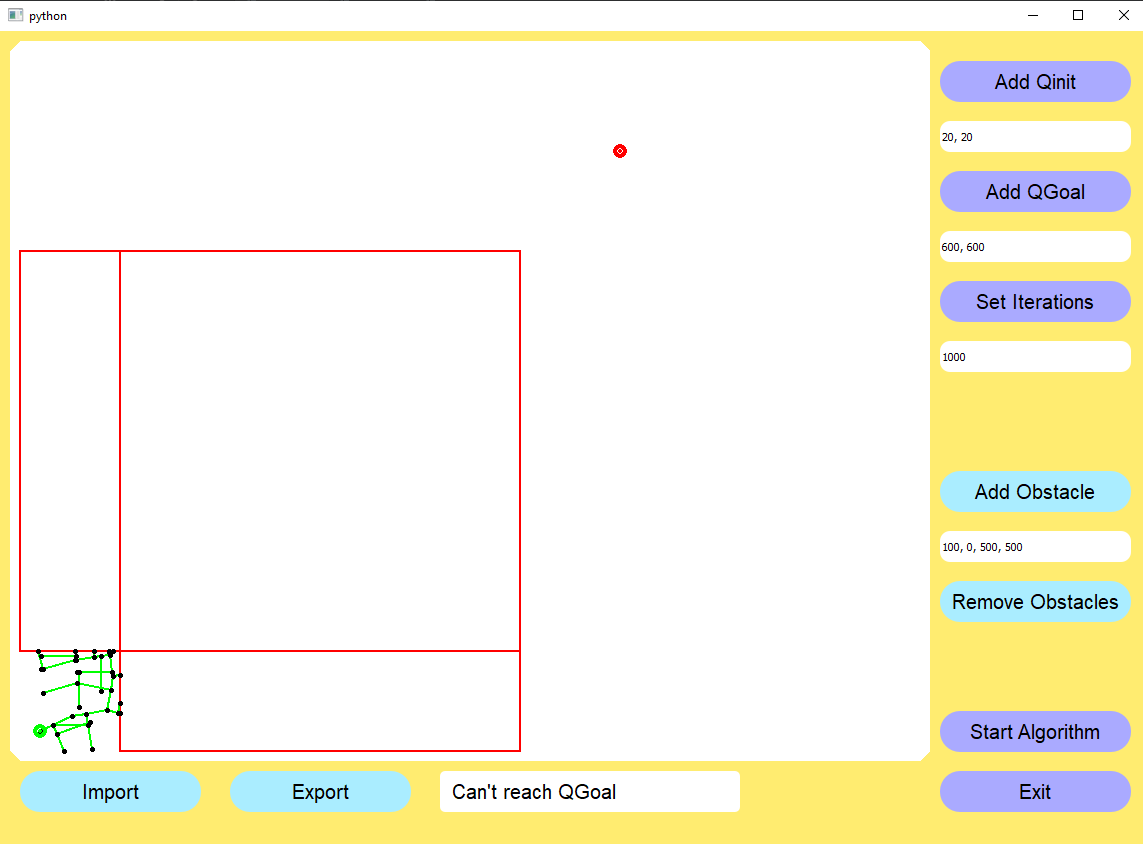 python
Add Qinit
20, 20
Add QGoal
600, 600
Set Iterations
1000
Add Obstacle
100, 0, 500, 500
Remove Obstacles
Start Algorithm
Import
Export
Can't reach QGoal
Exit